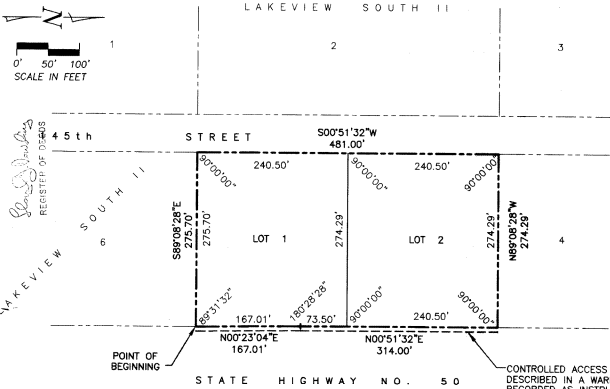 LAKEVIEW SOUTH II
N
1
2
3
0' 50' 100'
SCALE IN FEET
REGISTER OF DEEDS
45th STREET
S00°51'32"W
481.00'
90°00'00"
240.50'
90°00'00"
240.50'
90°00'00"
LAKEVIEW SOUTH II
6
S89°08'28"E
275.70'
275.70'
LOT 1
274.29'
LOT 2
274.29'
N89°08'28"W
274.29'
4
89°31'32"
167.01'
180°28'28"
73.50'
90°00'00"
240.50'
90°00'00"
N00°23'04"E
167.01'
N00°51'32"E
314.00'
POINT OF
BEGINNING
CONTROLLED ACCESS
DESCRIBED IN A WAR
RECORDED AS INSTR
STATE HIGHWAY NO. 50